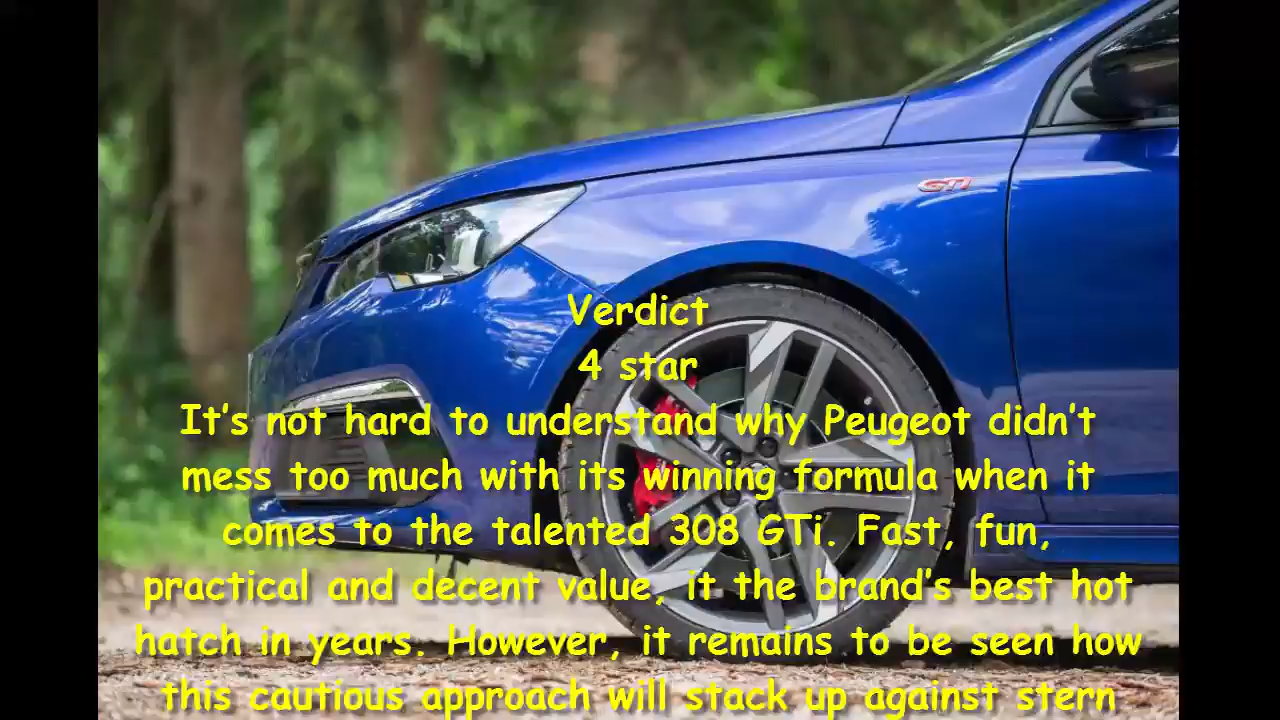 GTi
Verdict
4 star
It's not hard to understand why Peugeot didn't
mess too much with its winning formula when it
comes to the talented 308 GTi. Fast, fun,
practical and decent value, it the brand's best hot
hatch in years. However, it remains to be seen how
this cautious approach will stack up against stern